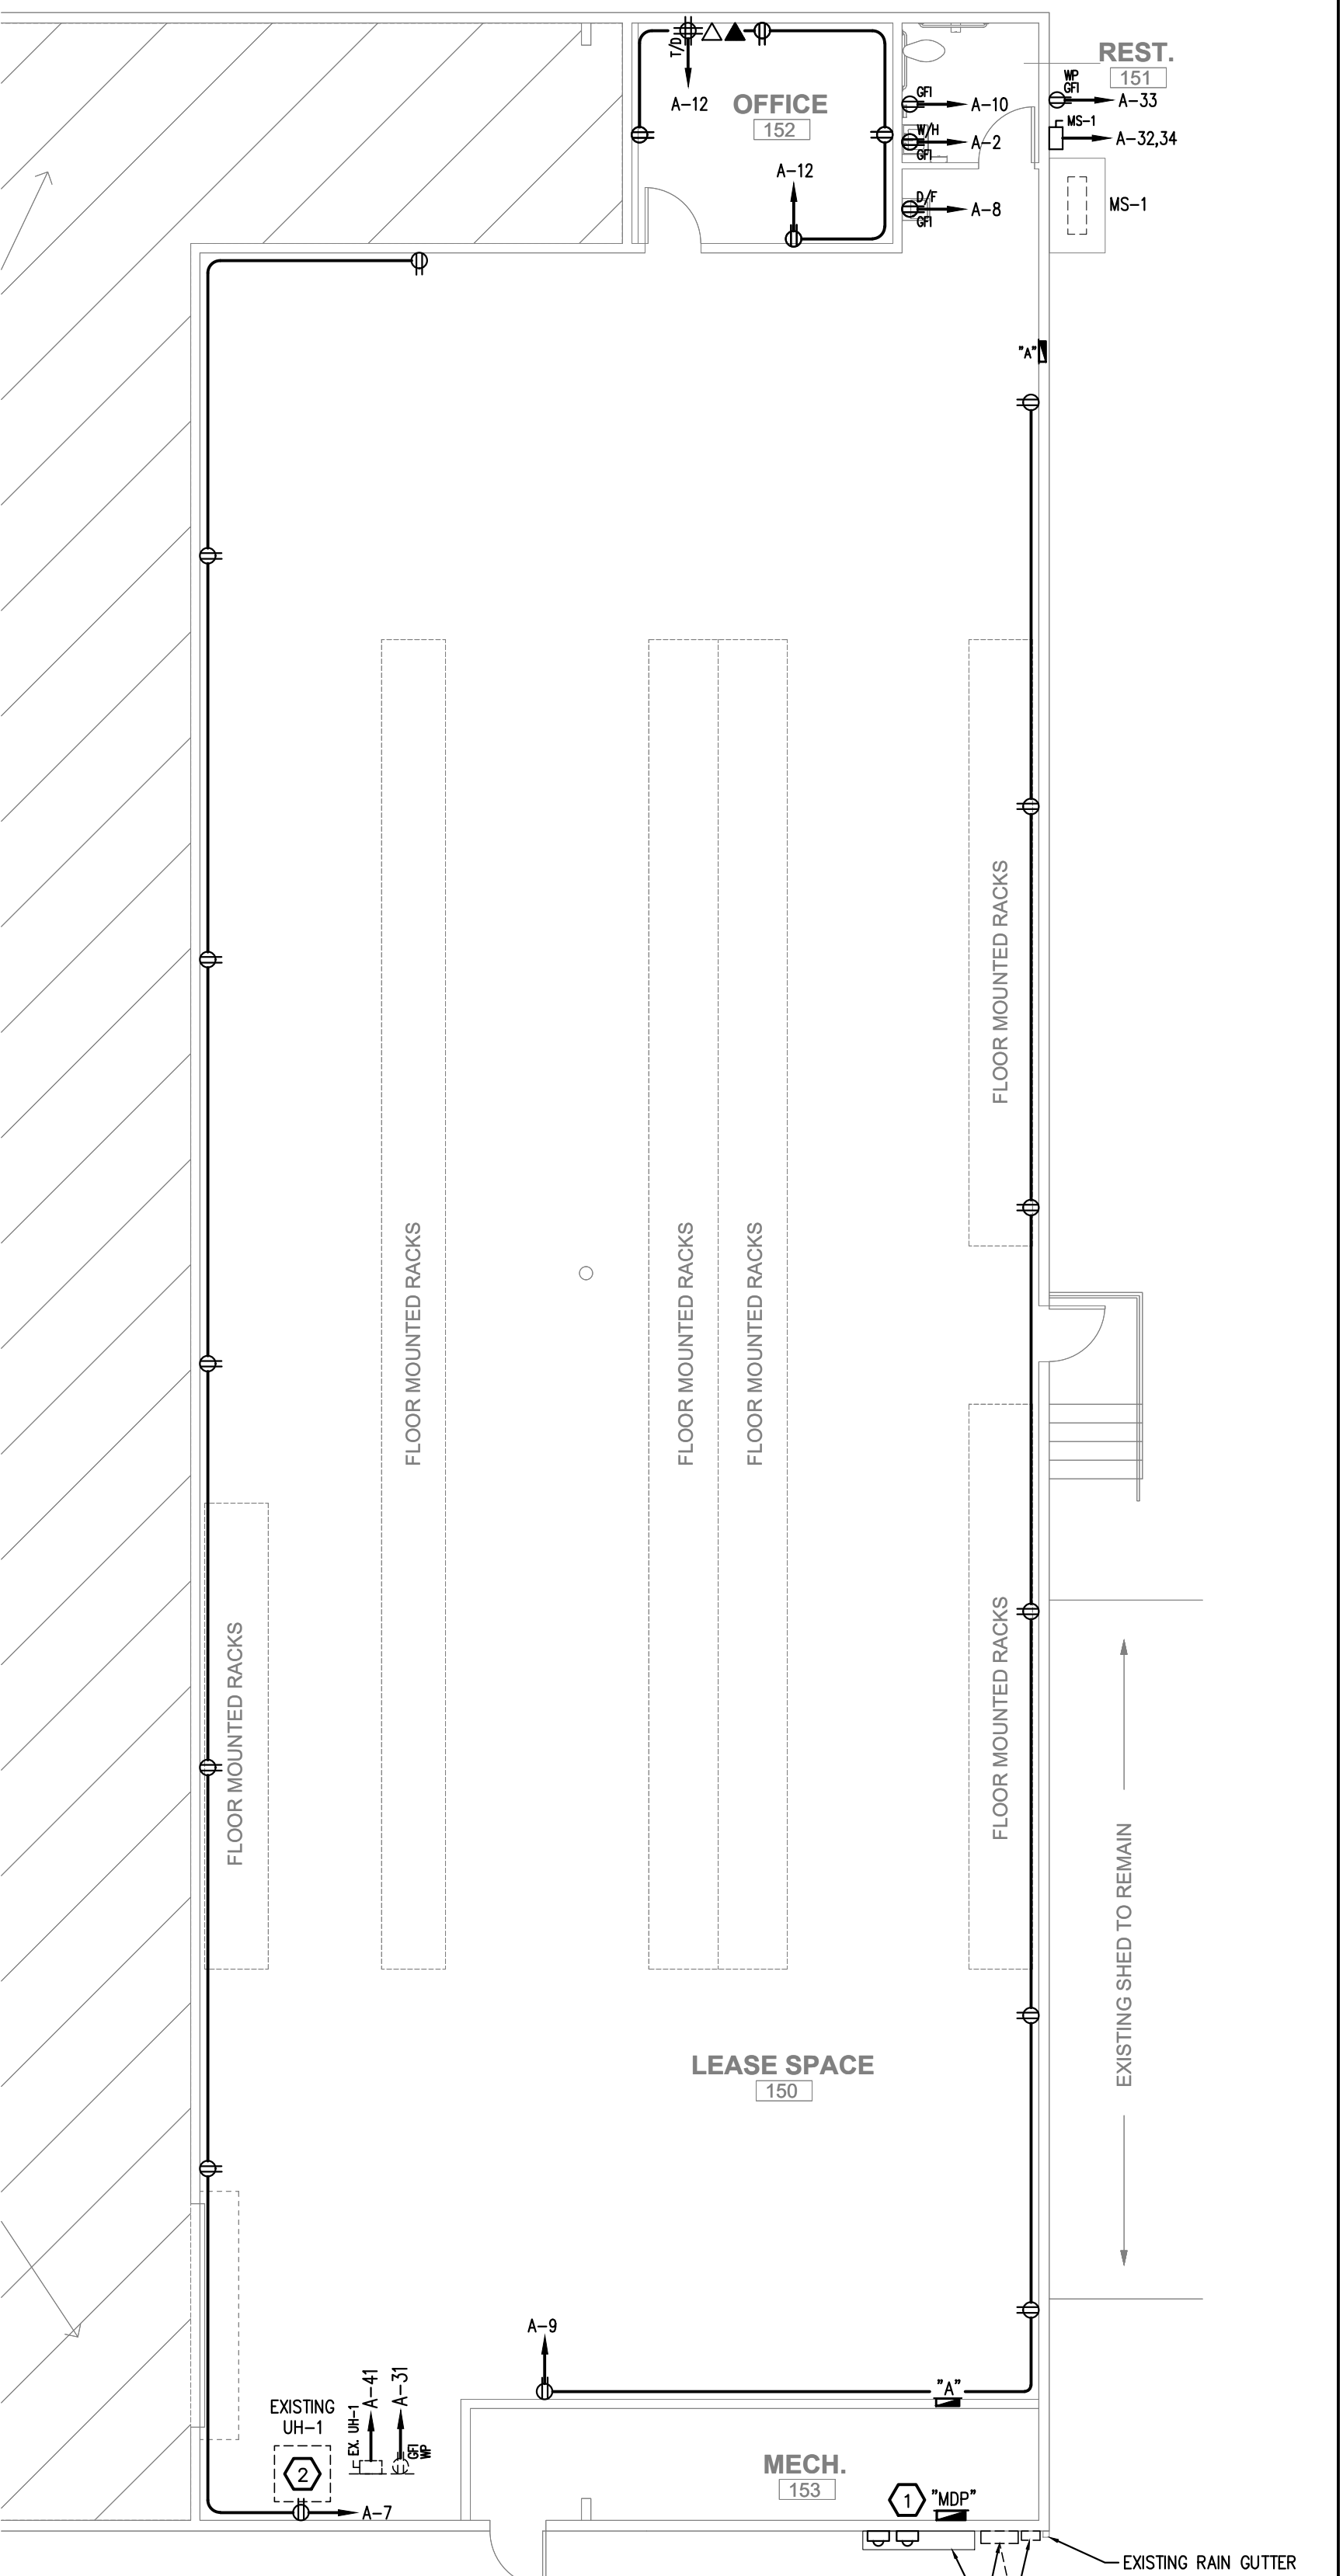 REST.
151
WP
GFI
A-33
MS-1
A-32,34
MS-1
T/D
A-12
OFFICE
152
A-12
GFI
A-10
W/H
A-2
GFI
D/F
A-8
GFI
"A"
FLOOR MOUNTED RACKS
FLOOR MOUNTED RACKS
FLOOR MOUNTED RACKS
FLOOR MOUNTED RACKS
FLOOR MOUNTED RACKS
FLOOR MOUNTED RACKS
EXISTING SHED TO REMAIN
LEASE SPACE
150
A-9
"A"
EXISTING
UH-1
2
EX. UH-1
A-41
A-31
GFI
WP
A-7
MECH.
153
1
"MDP"
EXISTING RAIN GUTTER